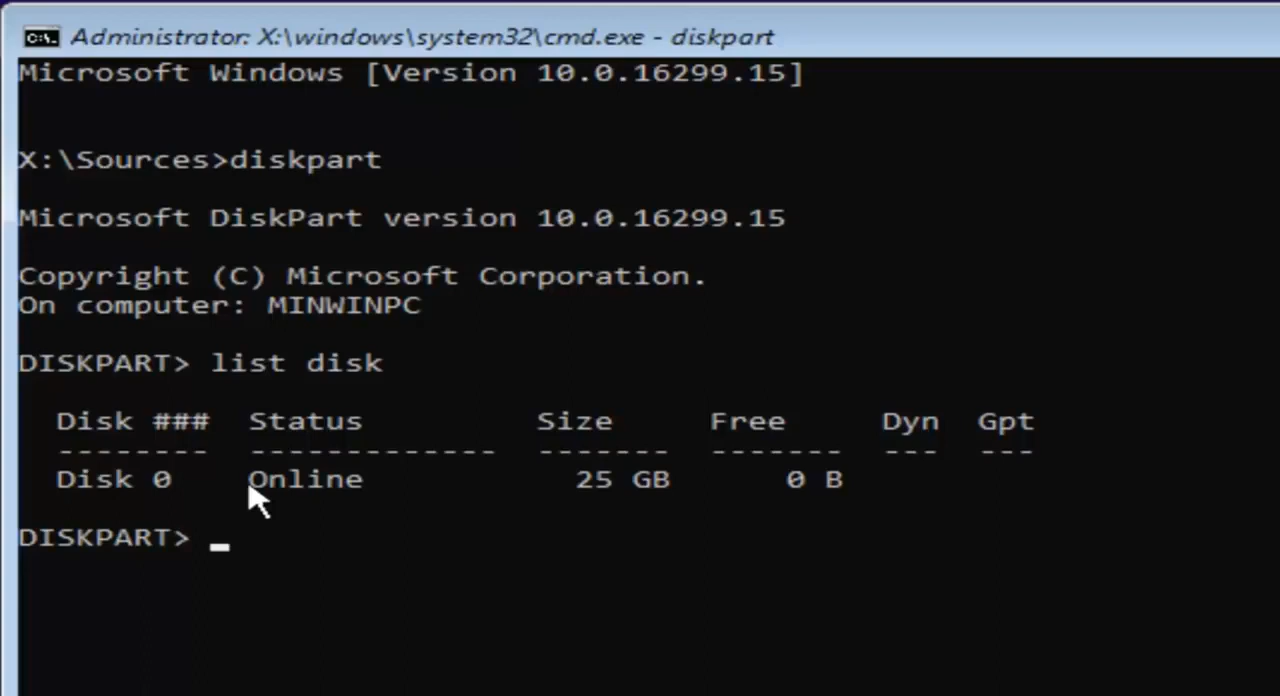 Administrator: X:\windows\system32\cmd.exe - diskpart
Microsoft Windows [Version 10.0.16299.15]
X:\Sources>diskpart
Microsoft DiskPart version 10.0.16299.15
Copyright (C) Microsoft Corporation.
On computer: MINWINPC
DISKPART> list disk
  Disk ###  Status         Size     Free     Dyn  Gpt
  --------  -------------  -------  -------  ---  ---
  Disk 0    Online           25 GB      0 B
DISKPART> _